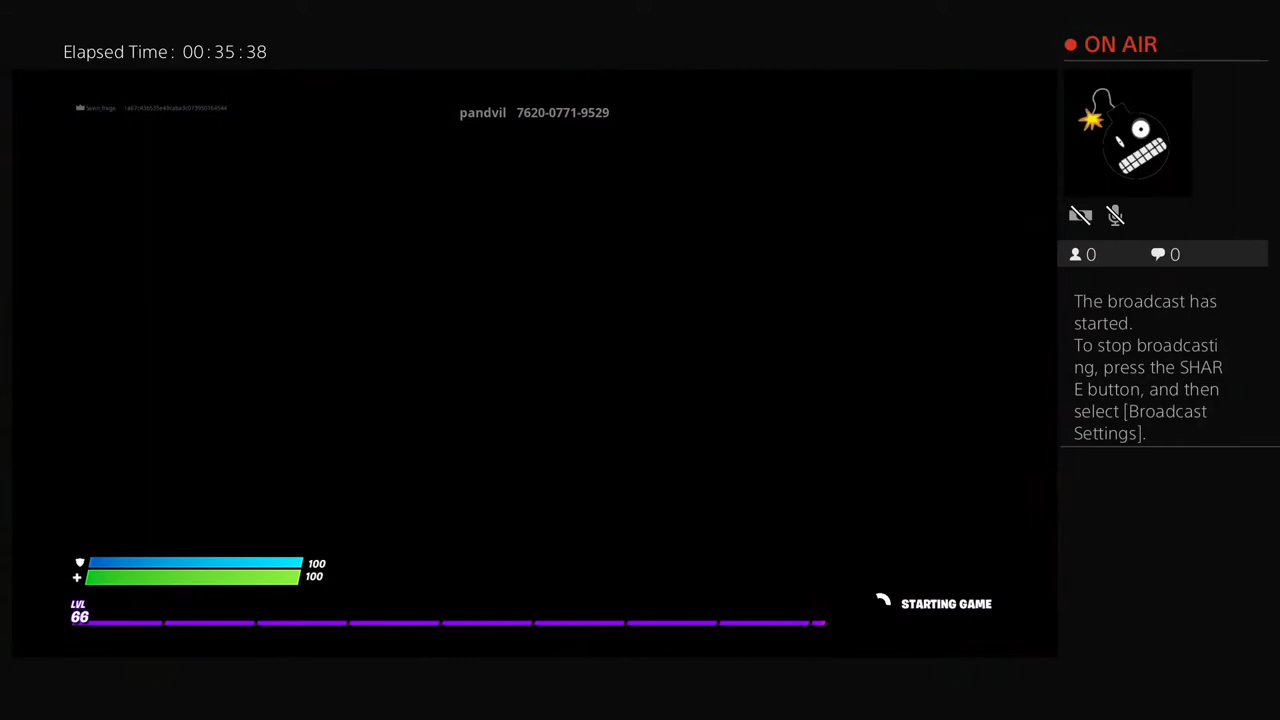 Elapsed Time: 00:35:38
ON AIR
pandvil 7620-0771-9529
0 0
The broadcast has
started.
To stop broadcasti
ng, press the SHAR
E button, and then
select [Broadcast
Settings].
100
100
LVL
66
STARTING GAME